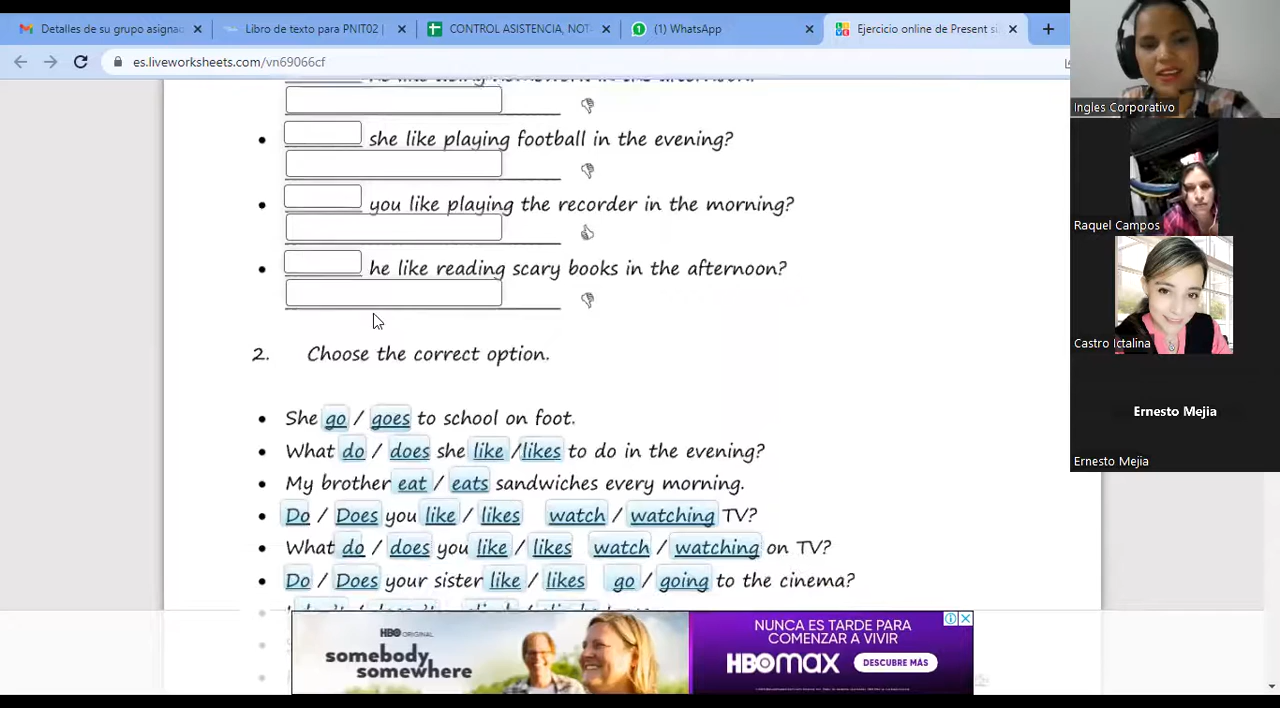 Detalles de su grupo asigna
Libro de texto para PNIT02 |
CONTROL ASISTENCIA, NOT
(1) WhatsApp
Ejercicio online de Present si
es.liveworksheets.com/vn69066cf
she like playing football in the evening?
you like playing the recorder in the morning?
he like reading scary books in the afternoon?
2. Choose the correct option.
She go / goes to school on foot.
What do / does she like /likes to do in the evening?
My brother eat / eats sandwiches every morning.
Do / Does you like / likes watch / watching TV?
What do / does you like / likes watch / watching on TV?
Do / Does your sister like / likes go / going to the cinema?
HBO ORIGINAL
somebody
somewhere
NUNCA ES TARDE PARA
COMENZAR A VIVIR
HBOMAX
DESCUBRE MÁS
Ingles Corporativo
Raquel Campos
Castro Ictalina
Ernesto Mejia
Ernesto Mejia